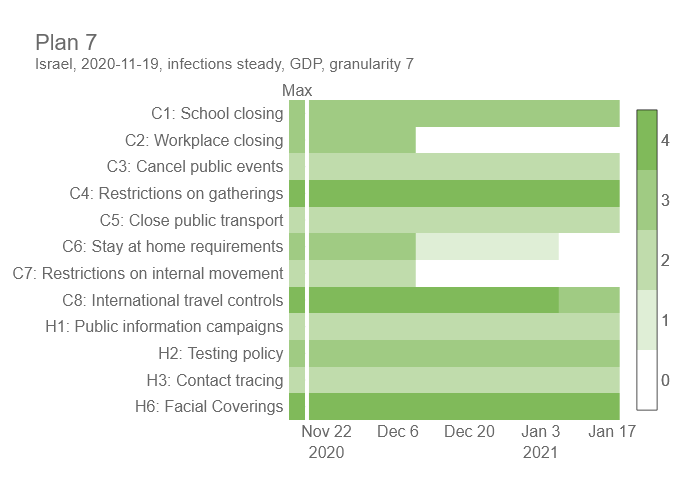 Plan 7
Israel, 2020-11-19, infections steady, GDP, granularity 7
Max
C1: School closing
C2: Workplace closing
C3: Cancel public events
C4: Restrictions on gatherings
C5: Close public transport
C6: Stay at home requirements
C7: Restrictions on internal movement
C8: International travel controls
H1: Public information campaigns
H2: Testing policy
H3: Contact tracing
H6: Facial Coverings
Nov 22 Dec 6 Dec 20 Jan 3 Jan 17
2020 2021
4
3
2
1
0